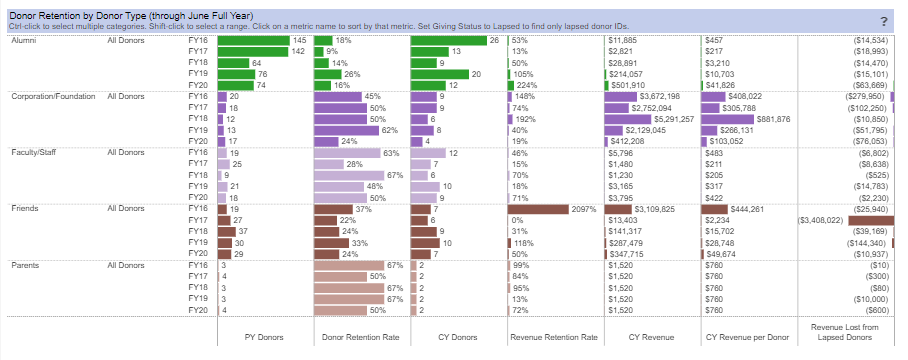 Donor Retention by Donor Type (through June Full Year)
?
Ctrl-click to select multiple categories. Shift-click to select a range. Click on a metric name to sort by that metric. Set Giving Status to Lapsed to find only lapsed donor IDs.
Alumni All Donors FY16 145 18% 26 53% $11,885 $457 ($14,534)
FY17 142 9% 13 13% $2,821 $217 ($18,993)
FY18 64 14% 9 50% $28,891 $3,210 ($14,470)
FY19 76 26% 20 105% $214,057 $10,703 ($15,101)
FY20 74 16% 12 224% $501,910 $41,826 ($63,669)
Corporation/Foundation All Donors FY16 20 45% 9 148% $3,672,198 $408,022 ($279,950)
FY17 18 50% 9 74% $2,752,094 $305,788 ($102,250)
FY18 12 50% 6 192% $5,291,257 $881,876 ($10,850)
FY19 13 62% 8 40% $2,129,045 $266,131 ($51,795)
FY20 17 24% 4 19% $412,208 $103,052 ($76,053)
Faculty/Staff All Donors FY16 19 63% 12 46% $5,796 $483 ($6,802)
FY17 25 28% 7 15% $1,480 $211 ($8,638)
FY18 9 67% 6 70% $1,230 $205 ($525)
FY19 21 48% 10 18% $3,165 $317 ($14,783)
FY20 18 50% 9 71% $3,795 $422 ($2,230)
Friends All Donors FY16 19 37% 7 2097% $3,109,825 $444,261 ($25,940)
FY17 27 22% 6 0% $13,403 $2,234 ($3,408,022)
FY18 37 24% 9 31% $141,317 $15,702 ($39,169)
FY19 30 33% 10 118% $287,479 $28,748 ($144,340)
FY20 29 24% 7 50% $347,715 $49,674 ($10,937)
Parents All Donors FY16 3 67% 2 99% $1,520 $760 ($10)
FY17 4 50% 2 84% $1,520 $760 ($300)
FY18 3 67% 2 95% $1,520 $760 ($80)
FY19 3 67% 2 13% $1,520 $760 ($10,000)
FY20 4 50% 2 72% $1,520 $760 ($600)
PY Donors Donor Retention Rate CY Donors Revenue Retention Rate CY Revenue CY Revenue per Donor Revenue Lost from
Lapsed Donors